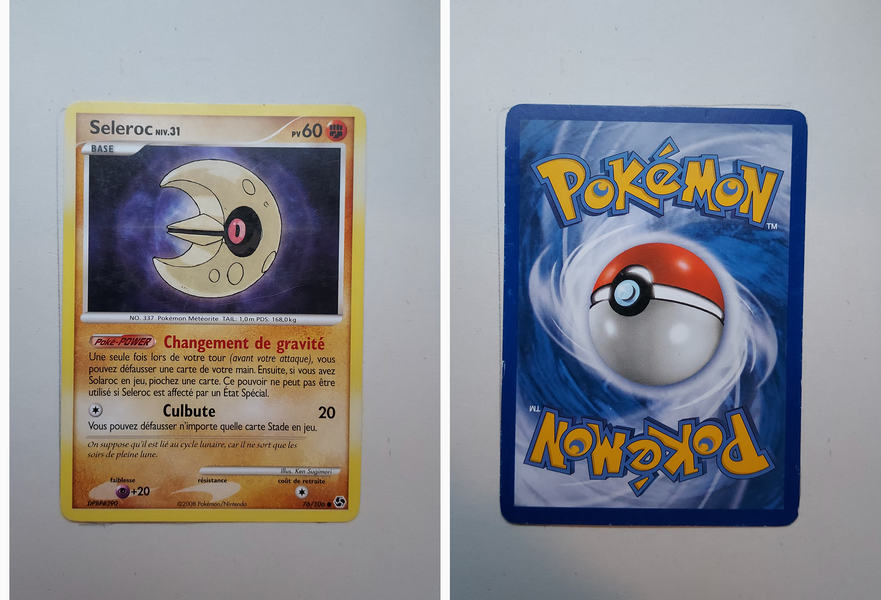 Seleroc NIV.31
PV 60
BASE
NO. 337 Pokémon Météorite TAIL: 1,0m PDS: 168,0kg
Poké-POWER Changement de gravité
Une seule fois lors de votre tour (avant votre attaque), vous
pouvez défausser une carte de votre main. Ensuite, si vous avez
Solaroc en jeu, piochez une carte. Ce pouvoir ne peut pas être
utilisé si Seleroc est affecté par un État Spécial.
Culbute 20
Vous pouvez défausser n'importe quelle carte Stade en jeu.
On suppose qu'il est lié au cycle lunaire, car il ne sort que les
soirs de pleine lune.
Illus. Ken Sugimori
faiblesse résistance coût de retraite
+20
©2008 Pokémon/Nintendo 76/106
POKéMON
TM
POKéMON
TM